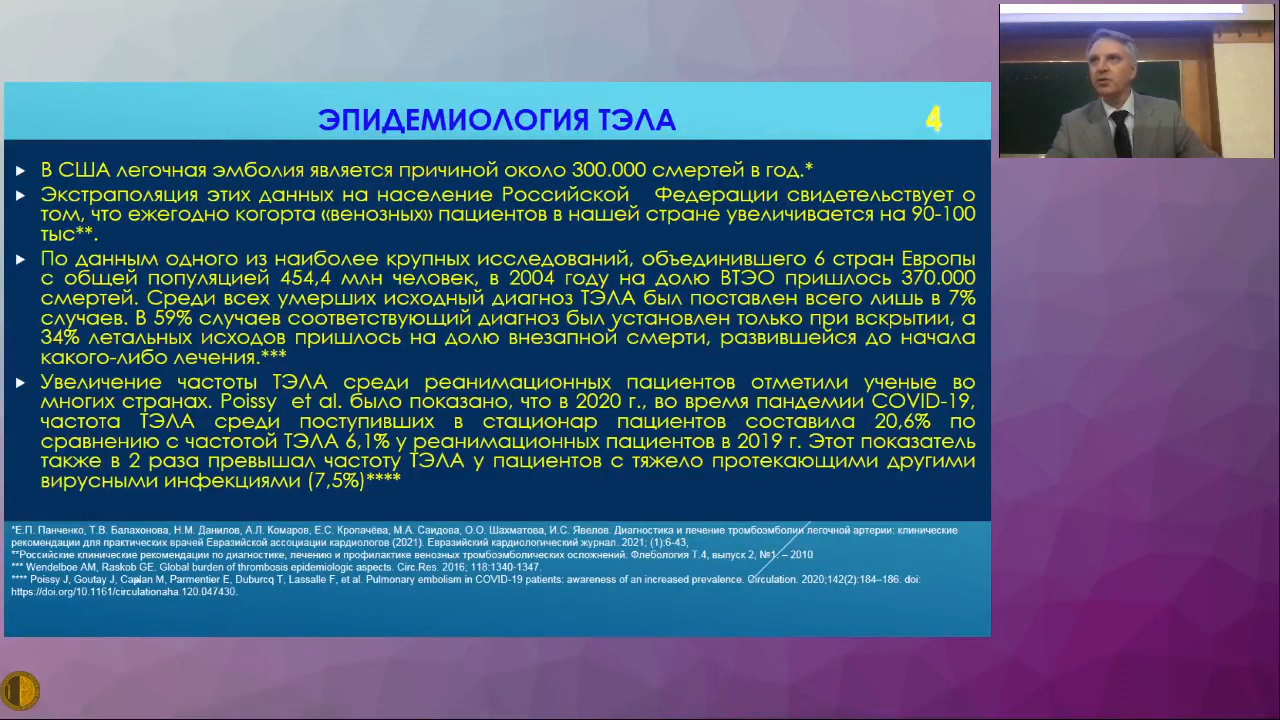 ЭПИДЕМИОЛОГИЯ ТЭЛА
4
В США легочная эмболия является причиной около 300.000 смертей в год.*
Экстраполяция этих данных на население Российской Федерации свидетельствует о
том, что ежегодно когорта «венозных» пациентов в нашей стране увеличивается на 90-100
тыс**.
По данным одного из наиболее крупных исследований, объединившего 6 стран Европы
с общей популяцией 454,4 млн человек, в 2004 году на долю ВТЭО пришлось 370.000
смертей. Среди всех умерших исходный диагноз ТЭЛА был поставлен всего лишь в 7%
случаев. В 59% случаев соответствующий диагноз был установлен только при вскрытии, а
34% летальных исходов пришлось на долю внезапной смерти, развившейся до начала
какого-либо лечения.***
Увеличение частоты ТЭЛА среди реанимационных пациентов отметили ученые во
многих странах. Poissy et al. было показано, что в 2020 г., во время пандемии COVID-19,
частота ТЭЛА среди поступивших в стационар пациентов составила 20,6% по
сравнению с частотой ТЭЛА 6,1% у реанимационных пациентов в 2019 г. Этот показатель
также в 2 раза превышал частоту ТЭЛА у пациентов с тяжело протекающими другими
вирусными инфекциями (7,5%)****
*Е.П. Панченко, Т.В. Балахонова, Н.М. Данилов, А.Л. Комаров, Е.С. Кропачёва, М.А. Саидова, О.О. Шахматова, И.С. Явелов. Диагностика и лечение тромбоэмболии легочной артерии: клинические
рекомендации для практических врачей Евразийской ассоциации кардиологов (2021). Евразийский кардиологический журнал. 2021; (1):6-43,
**Российские клинические рекомендации по диагностике, лечению и профилактике венозных тромбоэмболических осложнений. Флебология Т.4, выпуск 2, №1. – 2010
*** Wendelboe AM, Raskob GE. Global burden of thrombosis epidemiologic aspects. Circ.Res. 2016; 118:1340-1347.
**** Poissy J, Goutay J, Caplan M, Parmentier E, Duburcq T, Lassalle F, et al. Pulmonary embolism in COVID-19 patients: awareness of an increased prevalence. Circulation. 2020;142(2):184–186. doi:
https://doi.org/10.1161/circulationaha.120.047430.